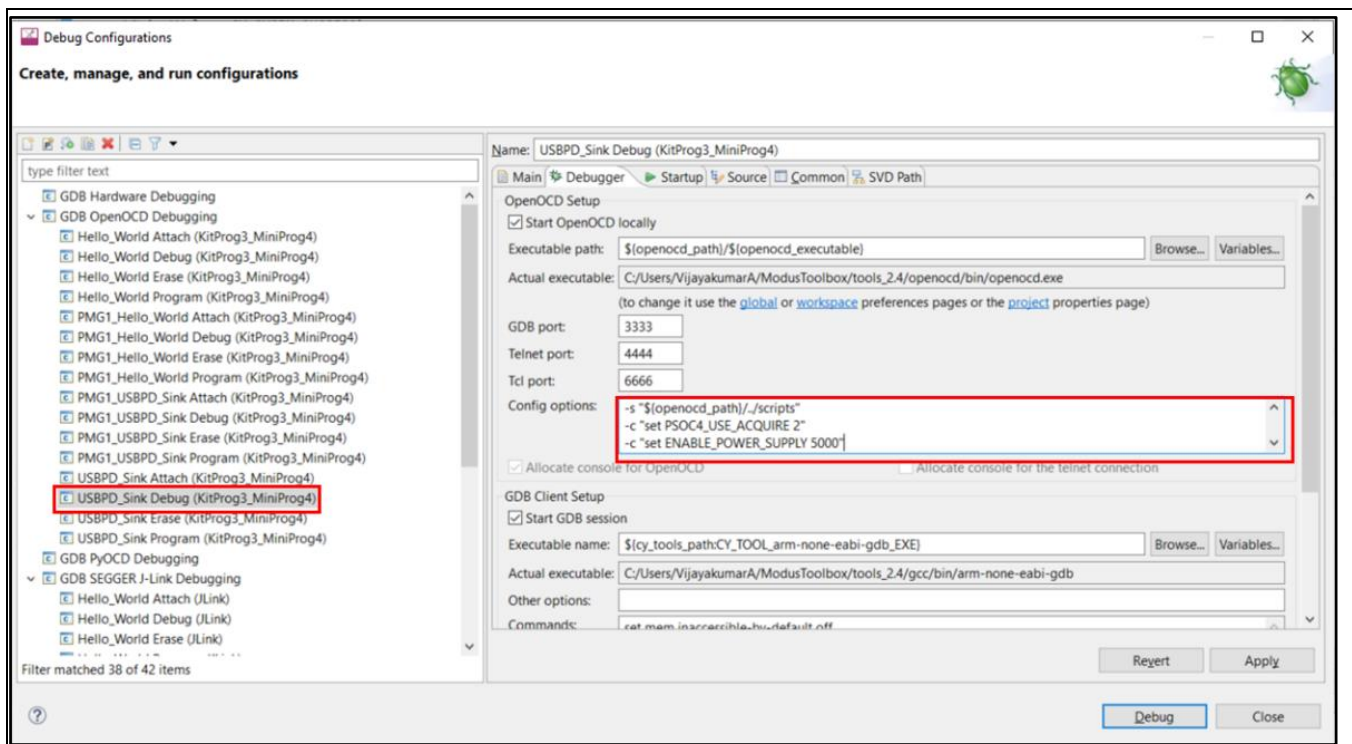 Debug Configurations
Create, manage, and run configurations
type filter text
GDB Hardware Debugging
GDB OpenOCD Debugging
Hello_World Attach (KitProg3_MiniProg4)
Hello_World Debug (KitProg3_MiniProg4)
Hello_World Erase (KitProg3_MiniProg4)
Hello_World Program (KitProg3_MiniProg4)
PMG1_Hello_World Attach (KitProg3_MiniProg4)
PMG1_Hello_World Debug (KitProg3_MiniProg4)
PMG1_Hello_World Erase (KitProg3_MiniProg4)
PMG1_Hello_World Program (KitProg3_MiniProg4)
PMG1_USBPD_Sink Attach (KitProg3_MiniProg4)
PMG1_USBPD_Sink Debug (KitProg3_MiniProg4)
PMG1_USBPD_Sink Erase (KitProg3_MiniProg4)
PMG1_USBPD_Sink Program (KitProg3_MiniProg4)
USBPD_Sink Attach (KitProg3_MiniProg4)
USBPD_Sink Debug (KitProg3_MiniProg4)
USBPD_Sink Erase (KitProg3_MiniProg4)
USBPD_Sink Program (KitProg3_MiniProg4)
GDB PyOCD Debugging
GDB SEGGER J-Link Debugging
Hello_World Attach (JLink)
Hello_World Debug (JLink)
Hello_World Erase (JLink)
Filter matched 38 of 42 items
Name: USBPD_Sink Debug (KitProg3_MiniProg4)
Main Debugger Startup Source Common SVD Path
OpenOCD Setup
Start OpenOCD locally
Executable path: ${openocd_path}/${openocd_executable} Browse... Variables...
Actual executable: C:/Users/VijayakumarA/ModusToolbox/tools_2.4/openocd/bin/openocd.exe
(to change it use the global or workspace preferences pages or the project properties page)
GDB port: 3333
Telnet port: 4444
Tcl port: 6666
Config options: -s "${openocd_path}/../scripts"
-c "set PSOC4_USE_ACQUIRE 2"
-c "set ENABLE_POWER_SUPPLY 5000"
Allocate console for OpenOCD Allocate console for the telnet connection
GDB Client Setup
Start GDB session
Executable name: ${cy_tools_path:CY_TOOL_arm-none-eabi-gdb_EXE} Browse... Variables...
Actual executable: C:/Users/VijayakumarA/ModusToolbox/tools_2.4/gcc/bin/arm-none-eabi-gdb
Other options:
Commands: set mem inaccessible-by-default off
Revert Apply
Debug Close